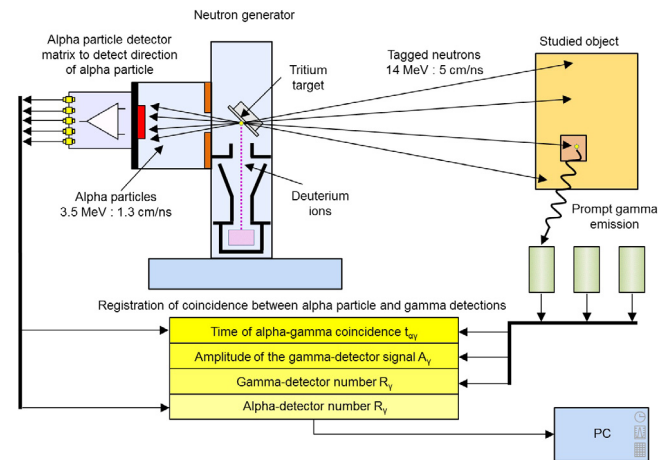 Neutron generator
Alpha particle detector
matrix to detect direction
of alpha particle
Tritium
target
Tagged neutrons
14 MeV : 5 cm/ns
Studied object
Alpha particles
3.5 MeV : 1.3 cm/ns
Deuterium
ions
Prompt gamma
emission
Registration of coincidence between alpha particle and gamma detections
Time of alpha-gamma coincidence tαγ
Amplitude of the gamma-detector signal Aγ
Gamma-detector number Rγ
Alpha-detector number Rγ
PC